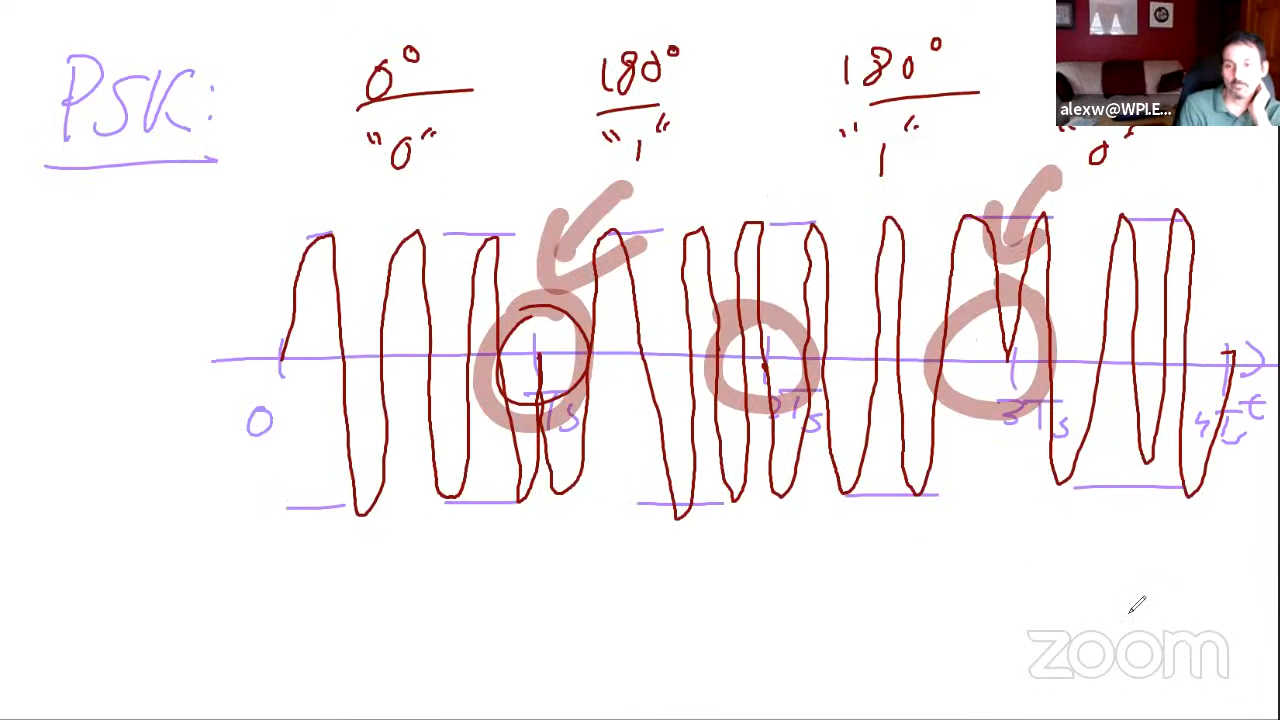 PSK:
0° 180° 180°
"0" "1" "1" 0
alexw@WPI.E...
0 Ts 2Ts 3Ts 4Ts t
zoom